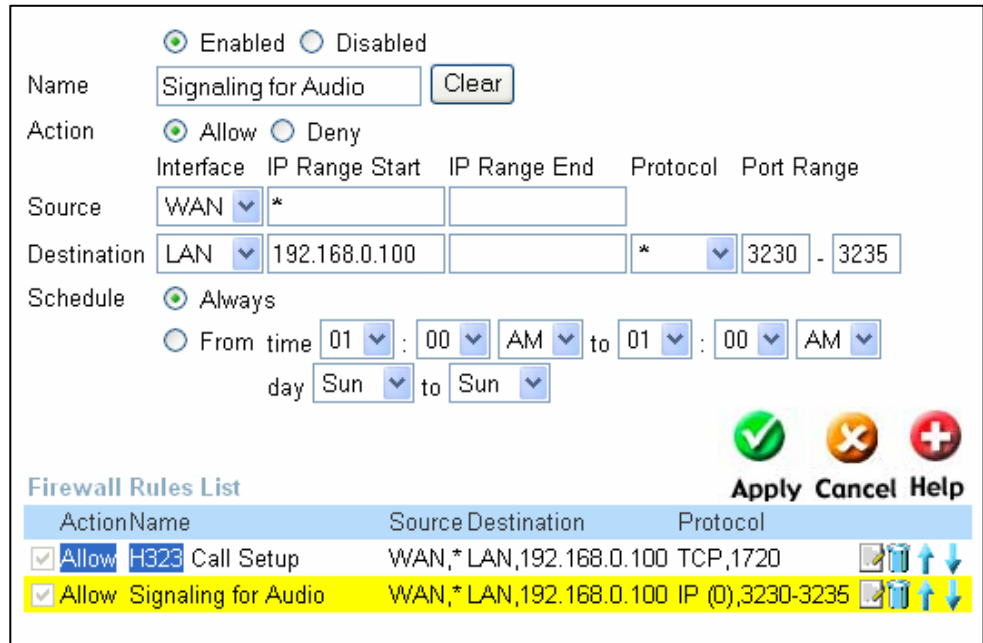 Enabled Disabled
Name Signaling for Audio Clear
Action Allow Deny
Interface IP Range Start IP Range End Protocol Port Range
Source WAN *
Destination LAN 192.168.0.100 * 3230 - 3235
Schedule Always
From time 01 : 00 AM to 01 : 00 AM
day Sun to Sun
Apply Cancel Help
Firewall Rules List
Action Name Source Destination Protocol
Allow H323 Call Setup WAN,* LAN,192.168.0.100 TCP,1720
Allow Signaling for Audio WAN,* LAN,192.168.0.100 IP (0),3230-3235